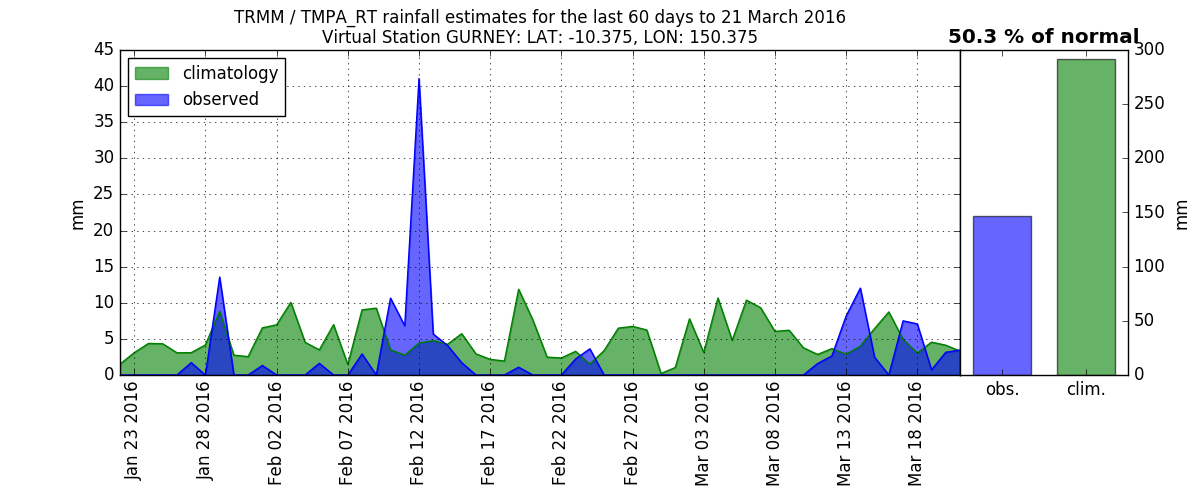 TRMM / TMPA_RT rainfall estimates for the last 60 days to 21 March 2016
Virtual Station GURNEY: LAT: -10.375, LON: 150.375
50.3 % of normal
climatology
observed
mm
45
40
35
30
25
20
15
10
5
0
Jan 23 2016
Jan 28 2016
Feb 02 2016
Feb 07 2016
Feb 12 2016
Feb 17 2016
Feb 22 2016
Feb 27 2016
Mar 03 2016
Mar 08 2016
Mar 13 2016
Mar 18 2016
obs.
clim.
300
250
200
150
100
50
0
mm